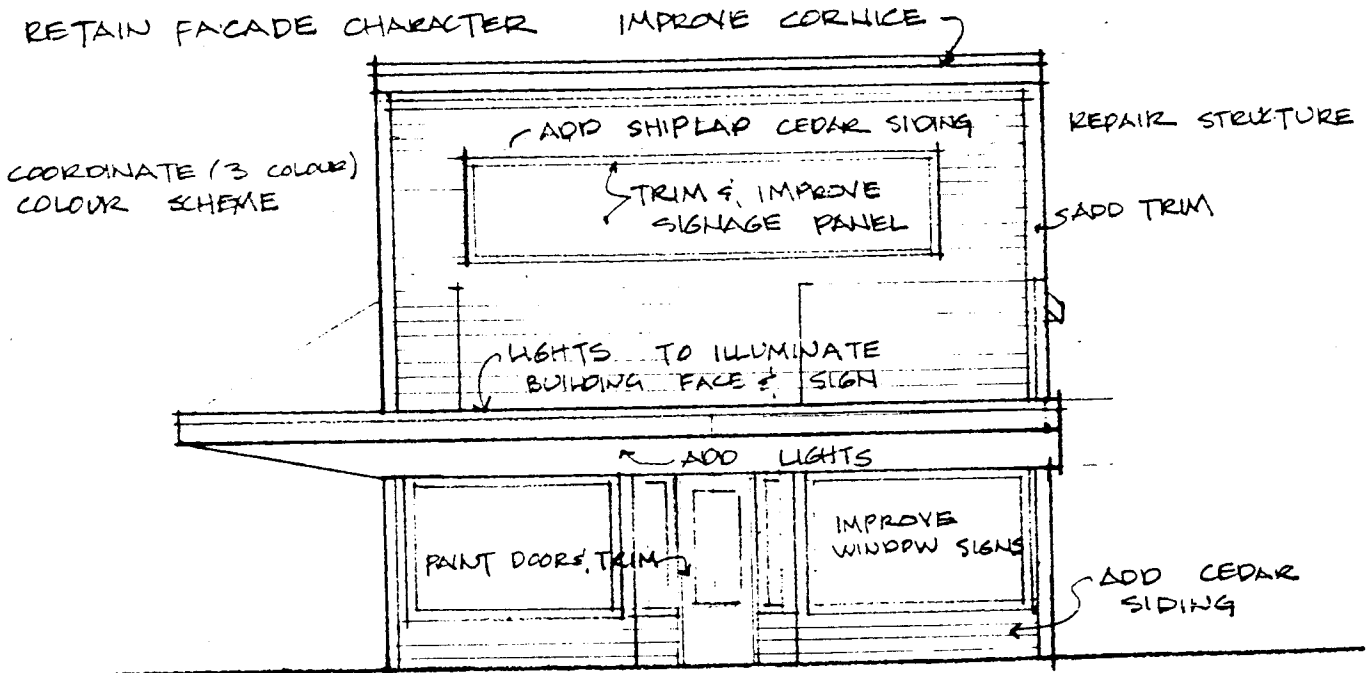 RETAIN FACADE CHARACTER
IMPROVE CORNICE
ADD SHIPLAP CEDAR SIDING
REPAIR STRUCTURE
COORDINATE (3 COLOUR)
COLOUR SCHEME
TRIM & IMPROVE
SIGNAGE PANEL
ADD TRIM
LIGHTS TO ILLUMINATE
BUILDING FACE & SIGN
ADD LIGHTS
PAINT DOORS, TRIM
IMPROVE
WINDOW SIGNS
ADD CEDAR
SIDING